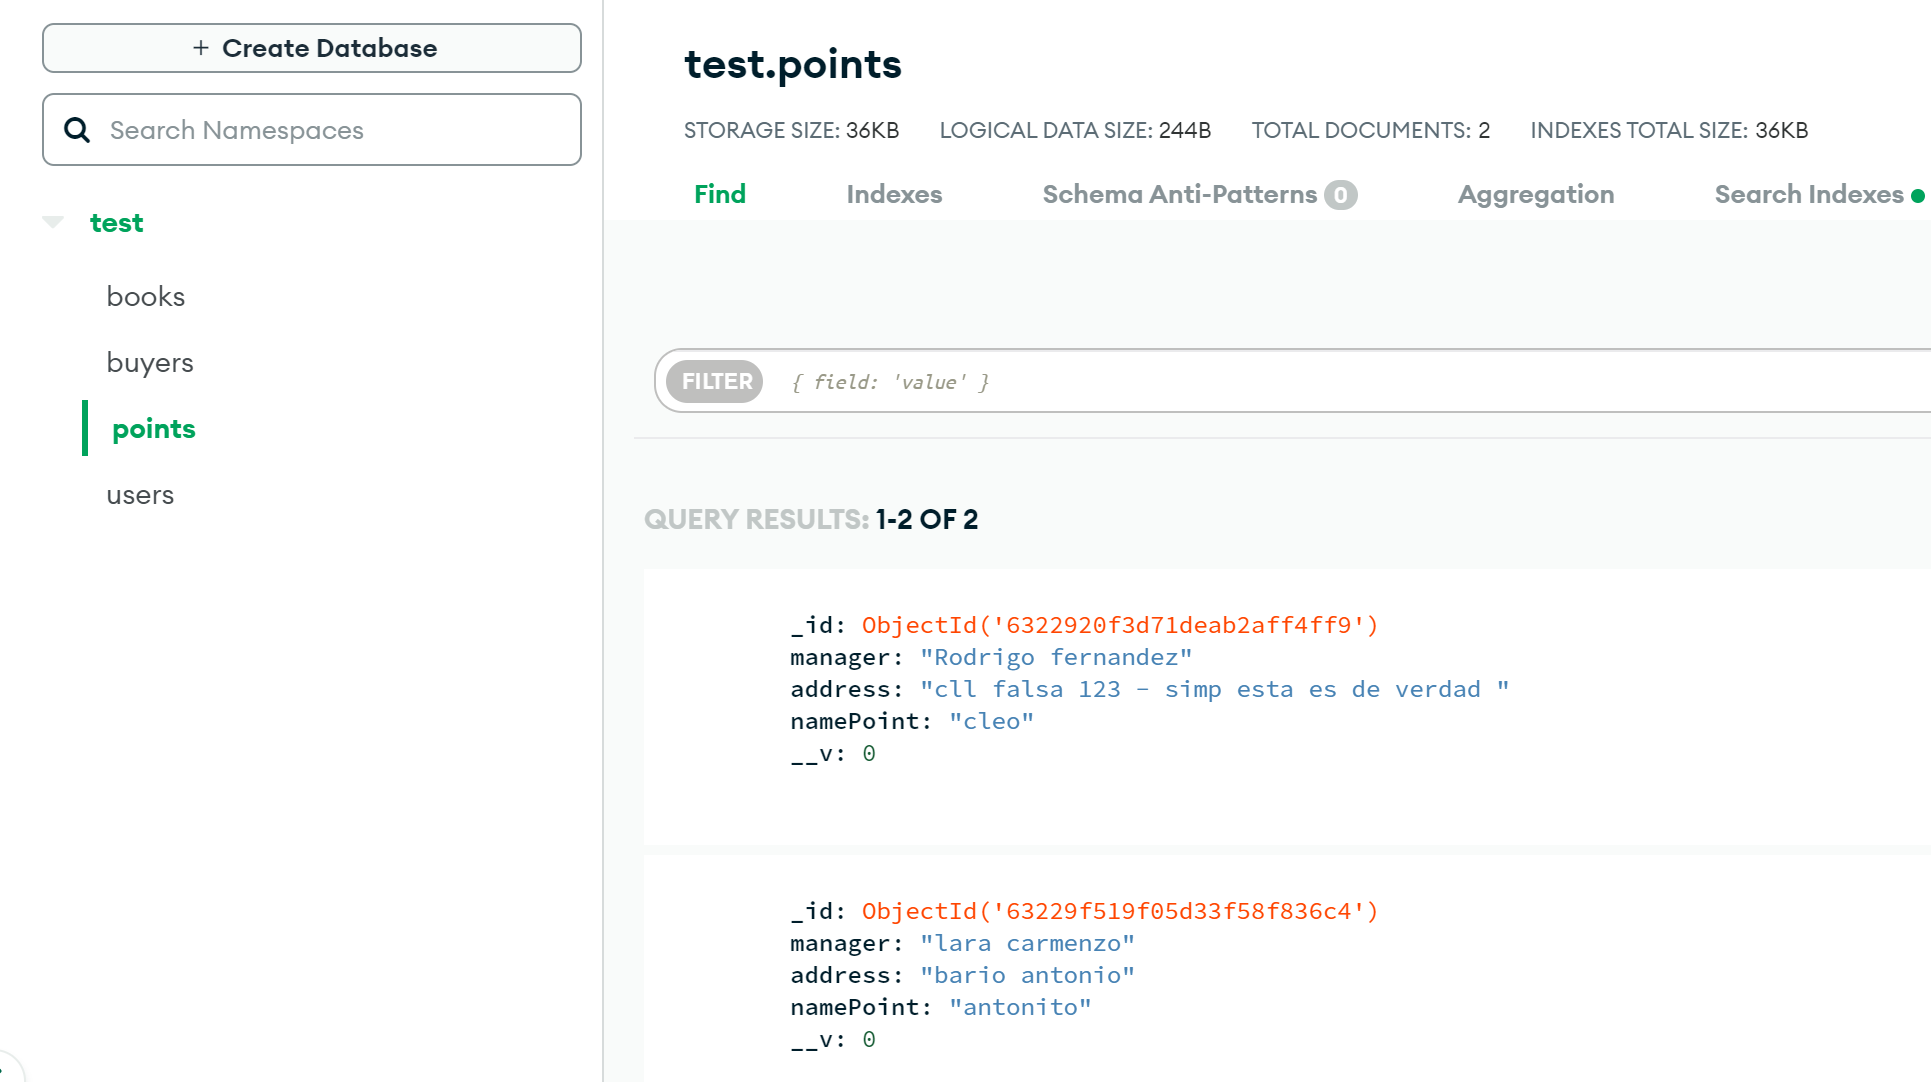 + Create Database
Search Namespaces
test
books
buyers
points
users
test.points
STORAGE SIZE: 36KB LOGICAL DATA SIZE: 244B TOTAL DOCUMENTS: 2 INDEXES TOTAL SIZE: 36KB
Find Indexes Schema Anti-Patterns 0 Aggregation Search Indexes
FILTER { field: 'value' }
QUERY RESULTS: 1-2 OF 2
_id: ObjectId('6322920f3d71deab2aff4ff9')
manager: "Rodrigo fernandez"
address: "cll falsa 123 - simp esta es de verdad "
namePoint: "cleo"
__v: 0
_id: ObjectId('63229f519f05d33f58f836c4')
manager: "lara carmenzo"
address: "bario antonio"
namePoint: "antonito"
__v: 0